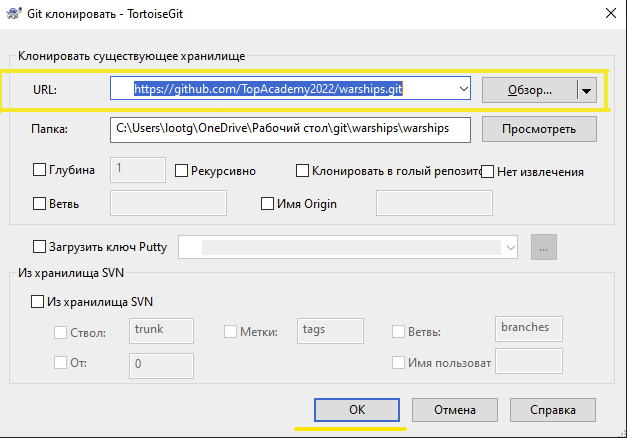 Git клонировать - TortoiseGit
Клонировать существующее хранилище
URL: https://github.com/TopAcademy2022/warships.git Обзор...
Папка: C:\Users\lootg\OneDrive\Рабочий стол\git\warships\warships Просмотреть
Глубина 1 Рекурсивно Клонировать в голый репозито Нет извлечения
Ветвь Имя Origin
Загрузить ключ Putty ...
Из хранилища SVN
Из хранилища SVN
Ствол: trunk Метки: tags Ветвь: branches
От: 0 Имя пользоват
OK Отмена Справка